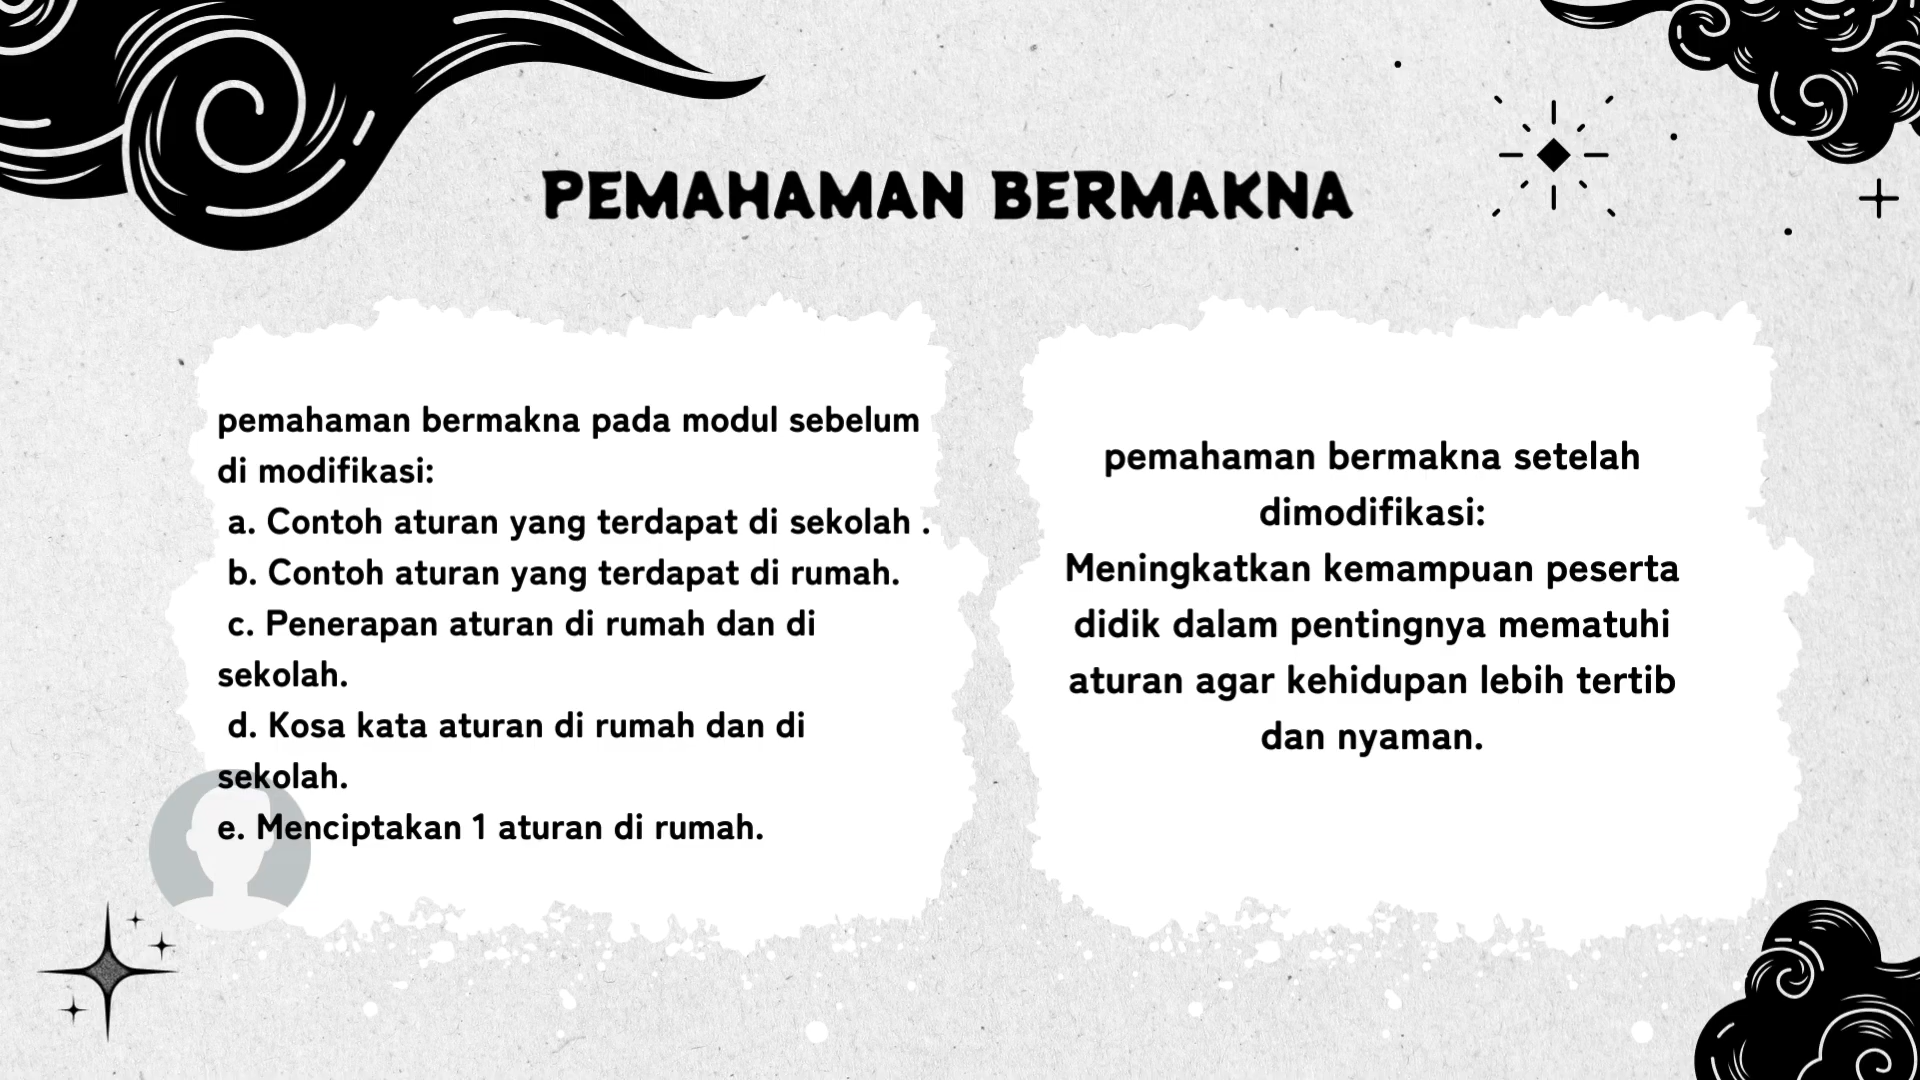 PEMAHAMAN BERMAKNA
pemahaman bermakna pada modul sebelum
di modifikasi:
a. Contoh aturan yang terdapat di sekolah .
b. Contoh aturan yang terdapat di rumah.
c. Penerapan aturan di rumah dan di
sekolah.
d. Kosa kata aturan di rumah dan di
sekolah.
e. Menciptakan 1 aturan di rumah.
pemahaman bermakna setelah
dimodifikasi:
Meningkatkan kemampuan peserta
didik dalam pentingnya mematuhi
aturan agar kehidupan lebih tertib
dan nyaman.